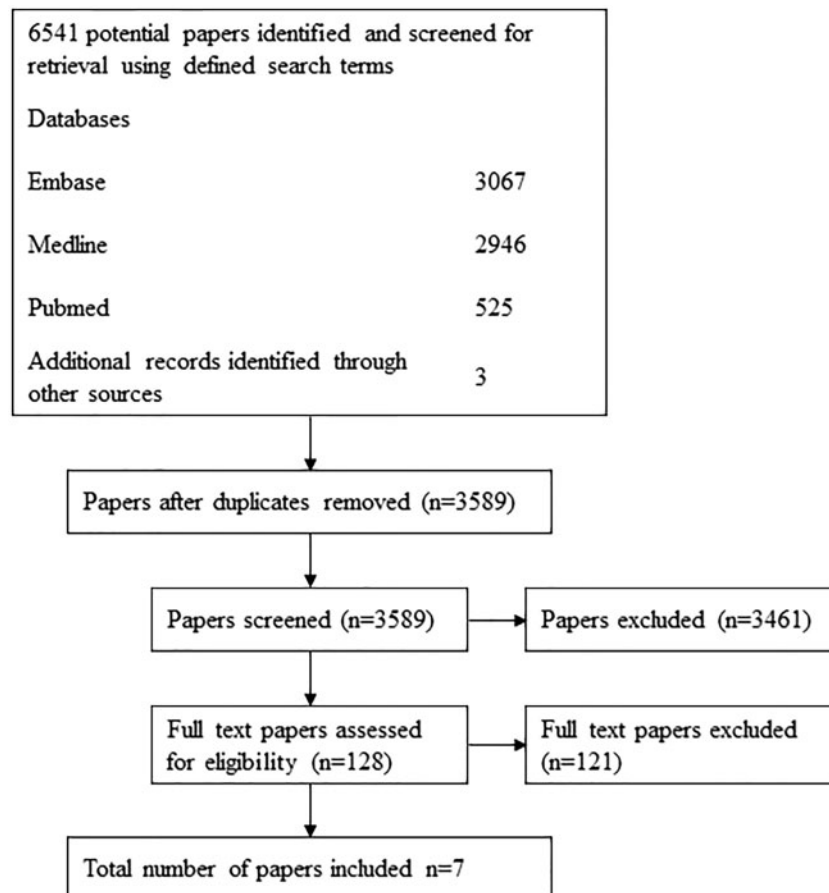 6541 potential papers identified and screened for
retrieval using defined search terms
Databases
Embase 3067
Medline 2946
Pubmed 525
Additional records identified through
other sources 3
Papers after duplicates removed (n=3589)
Papers screened (n=3589)
Papers excluded (n=3461)
Full text papers assessed
for eligibility (n=128)
Full text papers excluded
(n=121)
Total number of papers included n=7